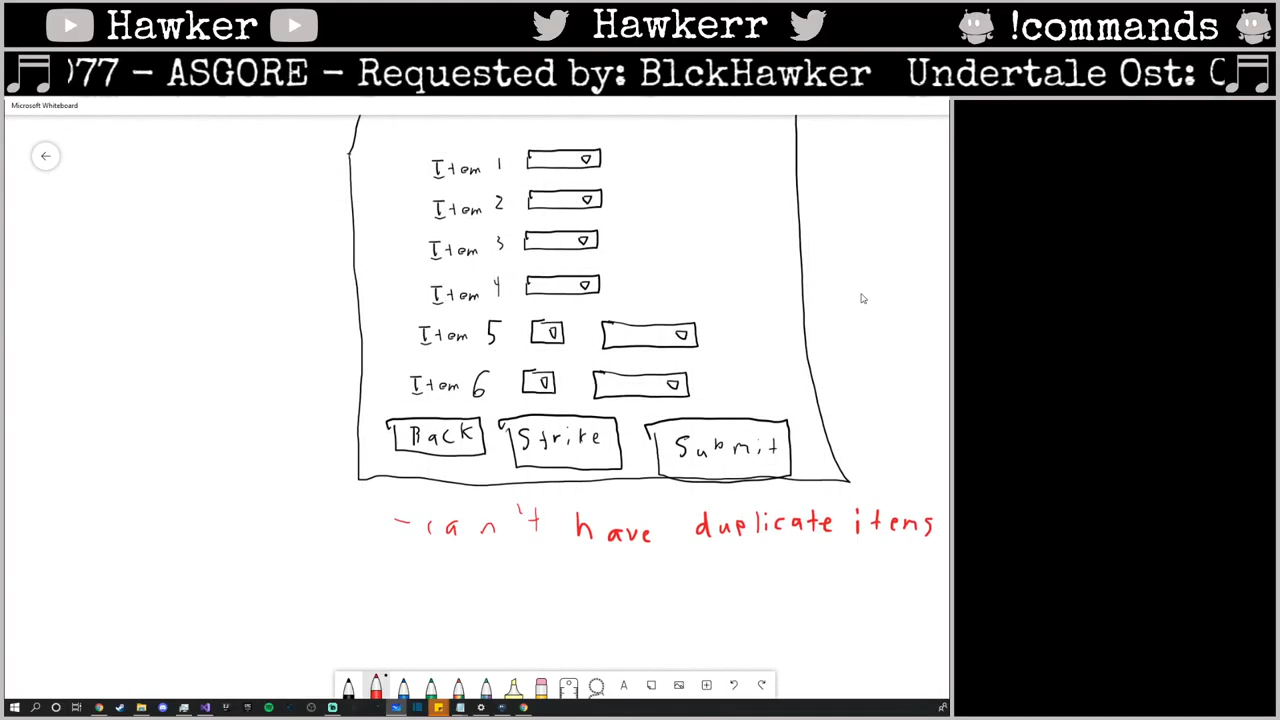 Hawker Hawkerr !commands
077 - ASGORE - Requested by: BlckHawker Undertale Ost:
Microsoft Whiteboard
Item 1
Item 2
Item 3
Item 4
Item 5
Item 6
Back Strike Submit
- can't have duplicate items
A